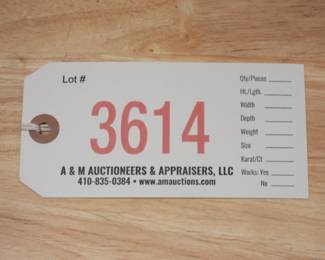 Lot #
3614
A & M AUCTIONEERS & APPRAISERS, LLC
410-835-0384 • www.amauctions.com
Qty/Pieces
Ht./Lgth.
Width
Depth
Weight
Size
Karat/Ct
Works: Yes
No